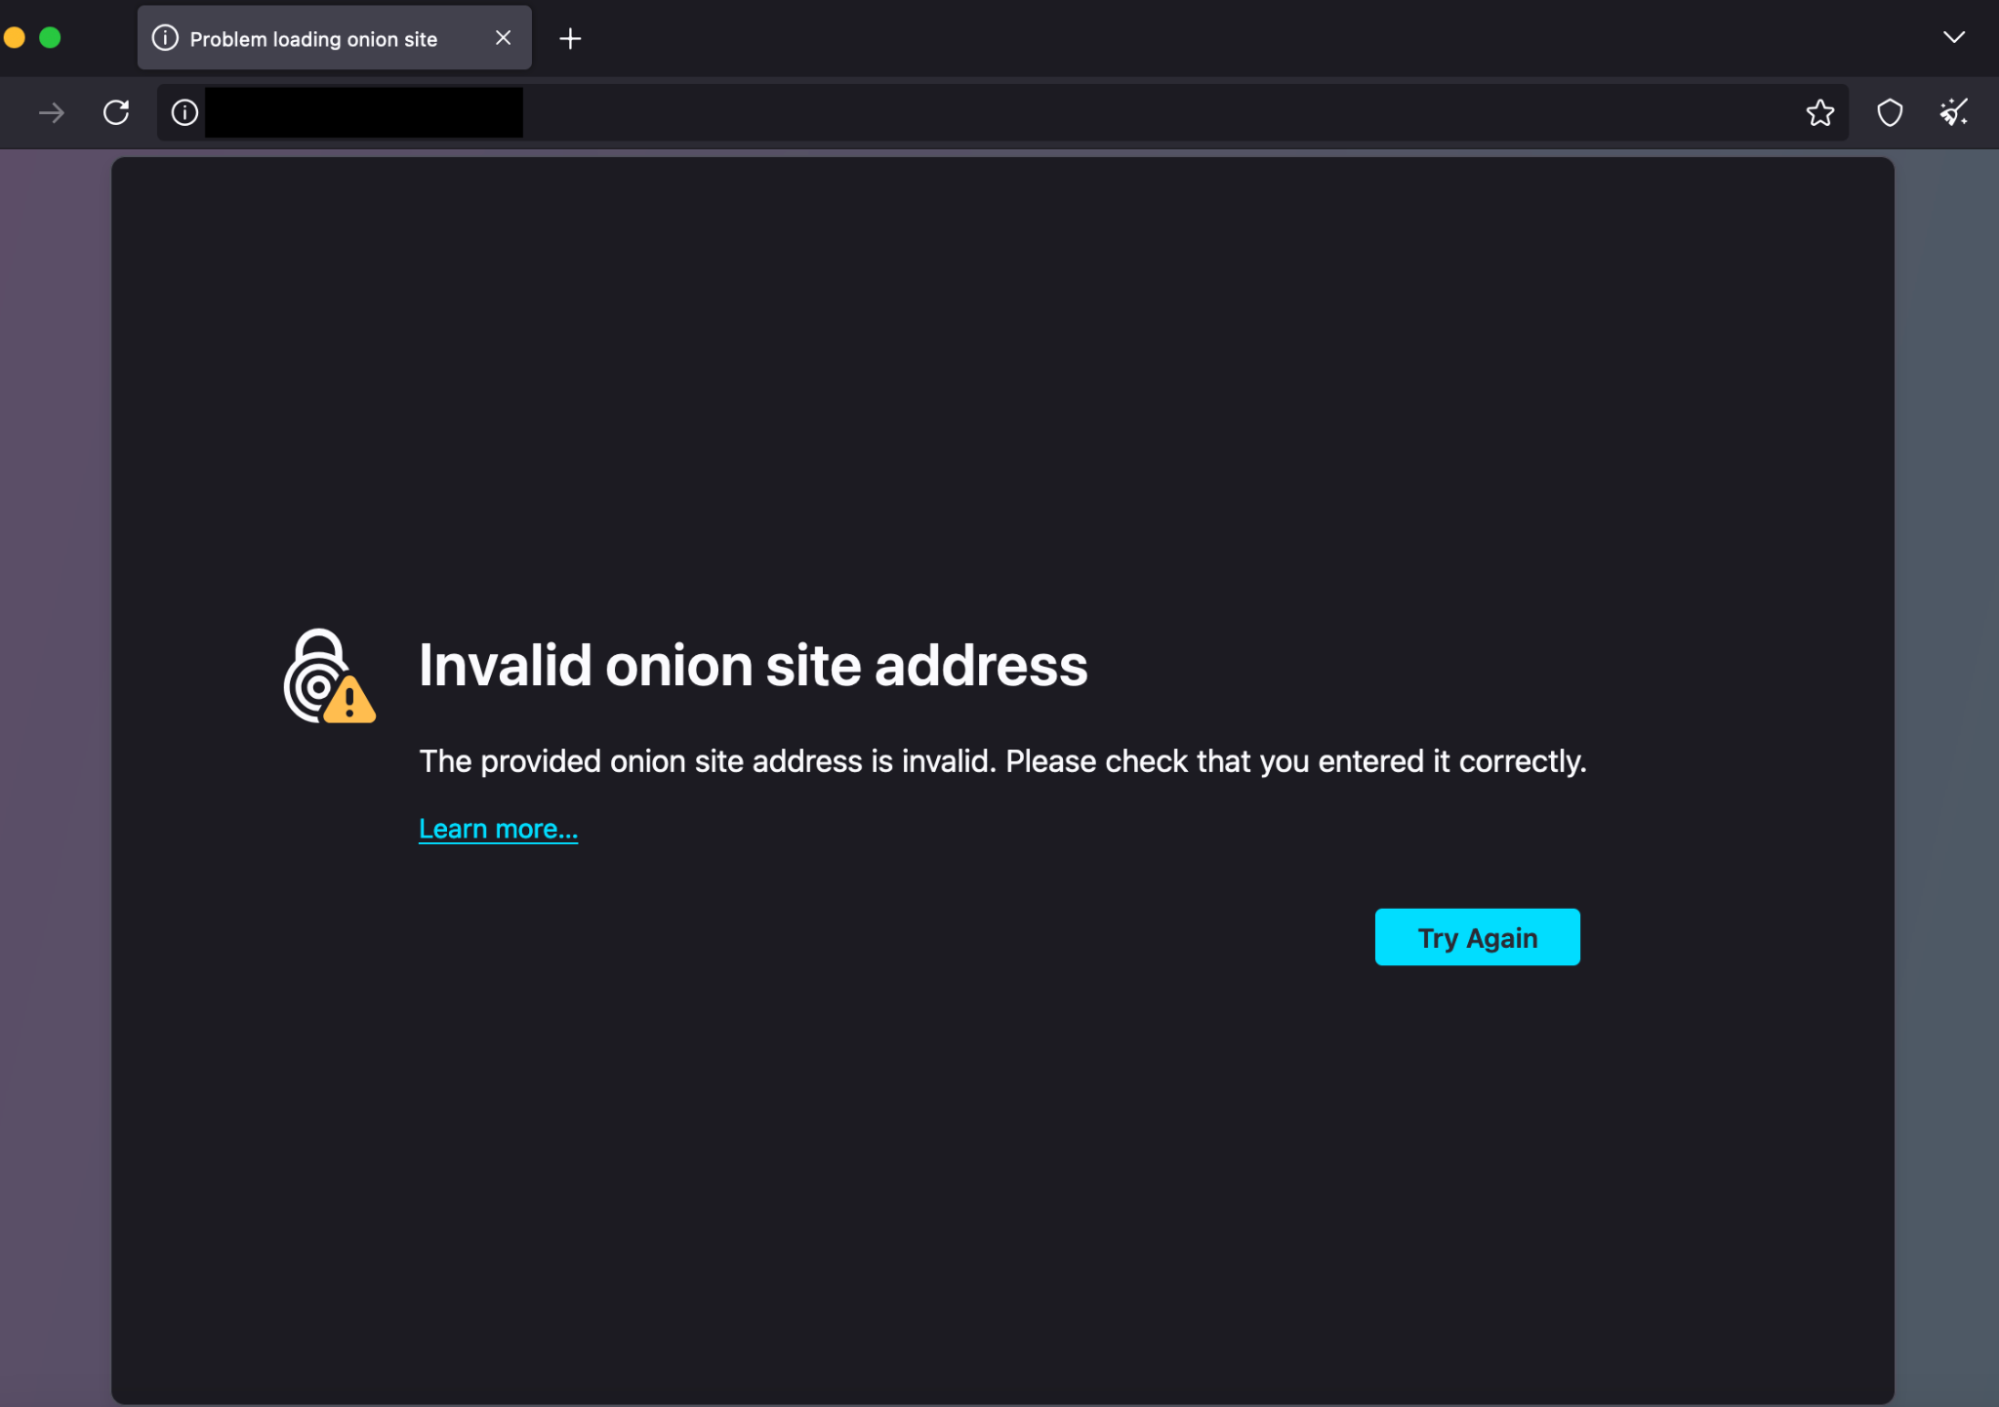 Problem loading onion site
Invalid onion site address
The provided onion site address is invalid. Please check that you entered it correctly.
Learn more...
Try Again